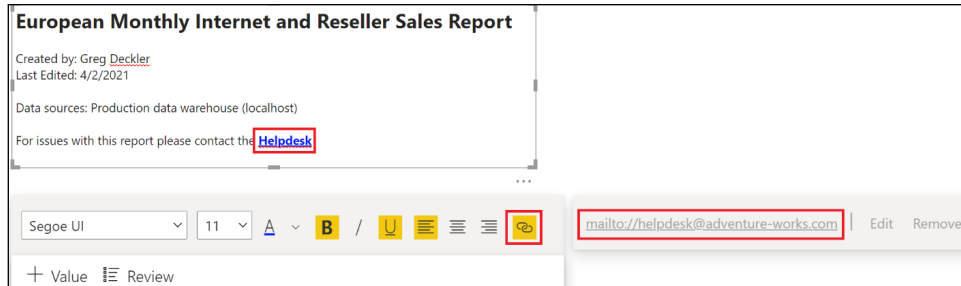 European Monthly Internet and Reseller Sales Report
Created by: Greg Deckler
Last Edited: 4/2/2021
Data sources: Production data warehouse (localhost)
For issues with this report please contact the Helpdesk
Segoe UI 11 A B I U mailto://helpdesk@adventure-works.com | Edit Remove
+ Value Review